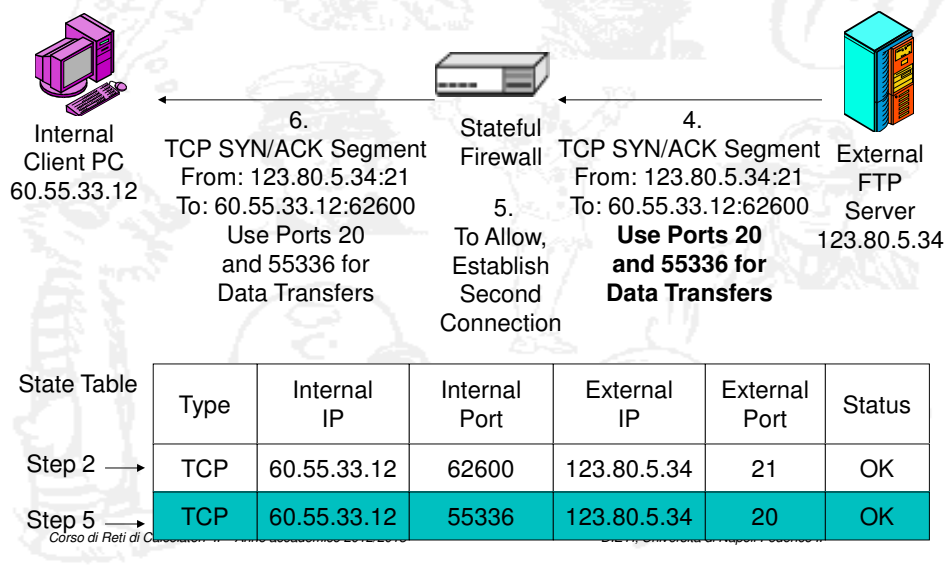 Internal
Client PC
60.55.33.12
6.
TCP SYN/ACK Segment
From: 123.80.5.34:21
To: 60.55.33.12:62600
Use Ports 20
and 55336 for
Data Transfers
Stateful
Firewall
5.
To Allow,
Establish
Second
Connection
4.
TCP SYN/ACK Segment
From: 123.80.5.34:21
To: 60.55.33.12:62600
Use Ports 20
and 55336 for
Data Transfers
External
FTP
Server
123.80.5.34
State Table
Type Internal IP Internal Port External IP External Port Status
Step 2 TCP 60.55.33.12 62600 123.80.5.34 21 OK
Step 5 TCP 60.55.33.12 55336 123.80.5.34 20 OK
Corso di Reti di